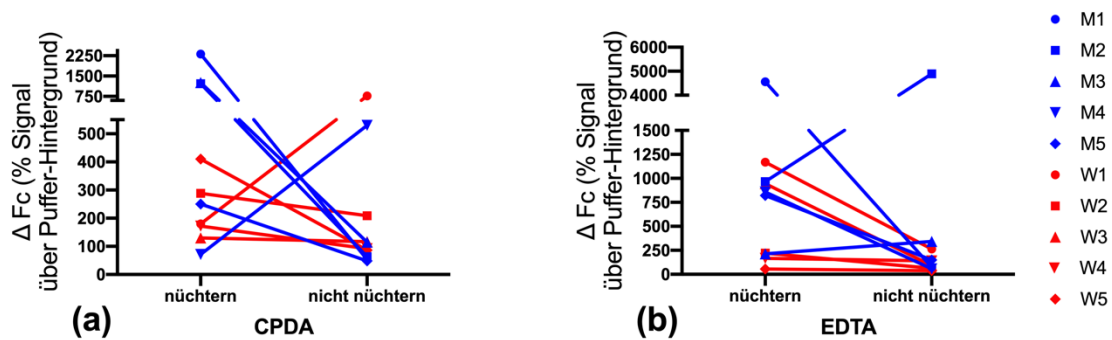 Δ Fc (% Signal
über Puffer-Hintergrund)
2250
1500
750
500
400
300
200
100
0
nüchtern
nicht nüchtern
(a)
CPDA
Δ Fc (% Signal
über Puffer-Hintergrund)
6000
5000
4000
1500
1250
1000
750
500
250
0
nüchtern
nicht nüchtern
(b)
EDTA
M1
M2
M3
M4
M5
W1
W2
W3
W4
W5